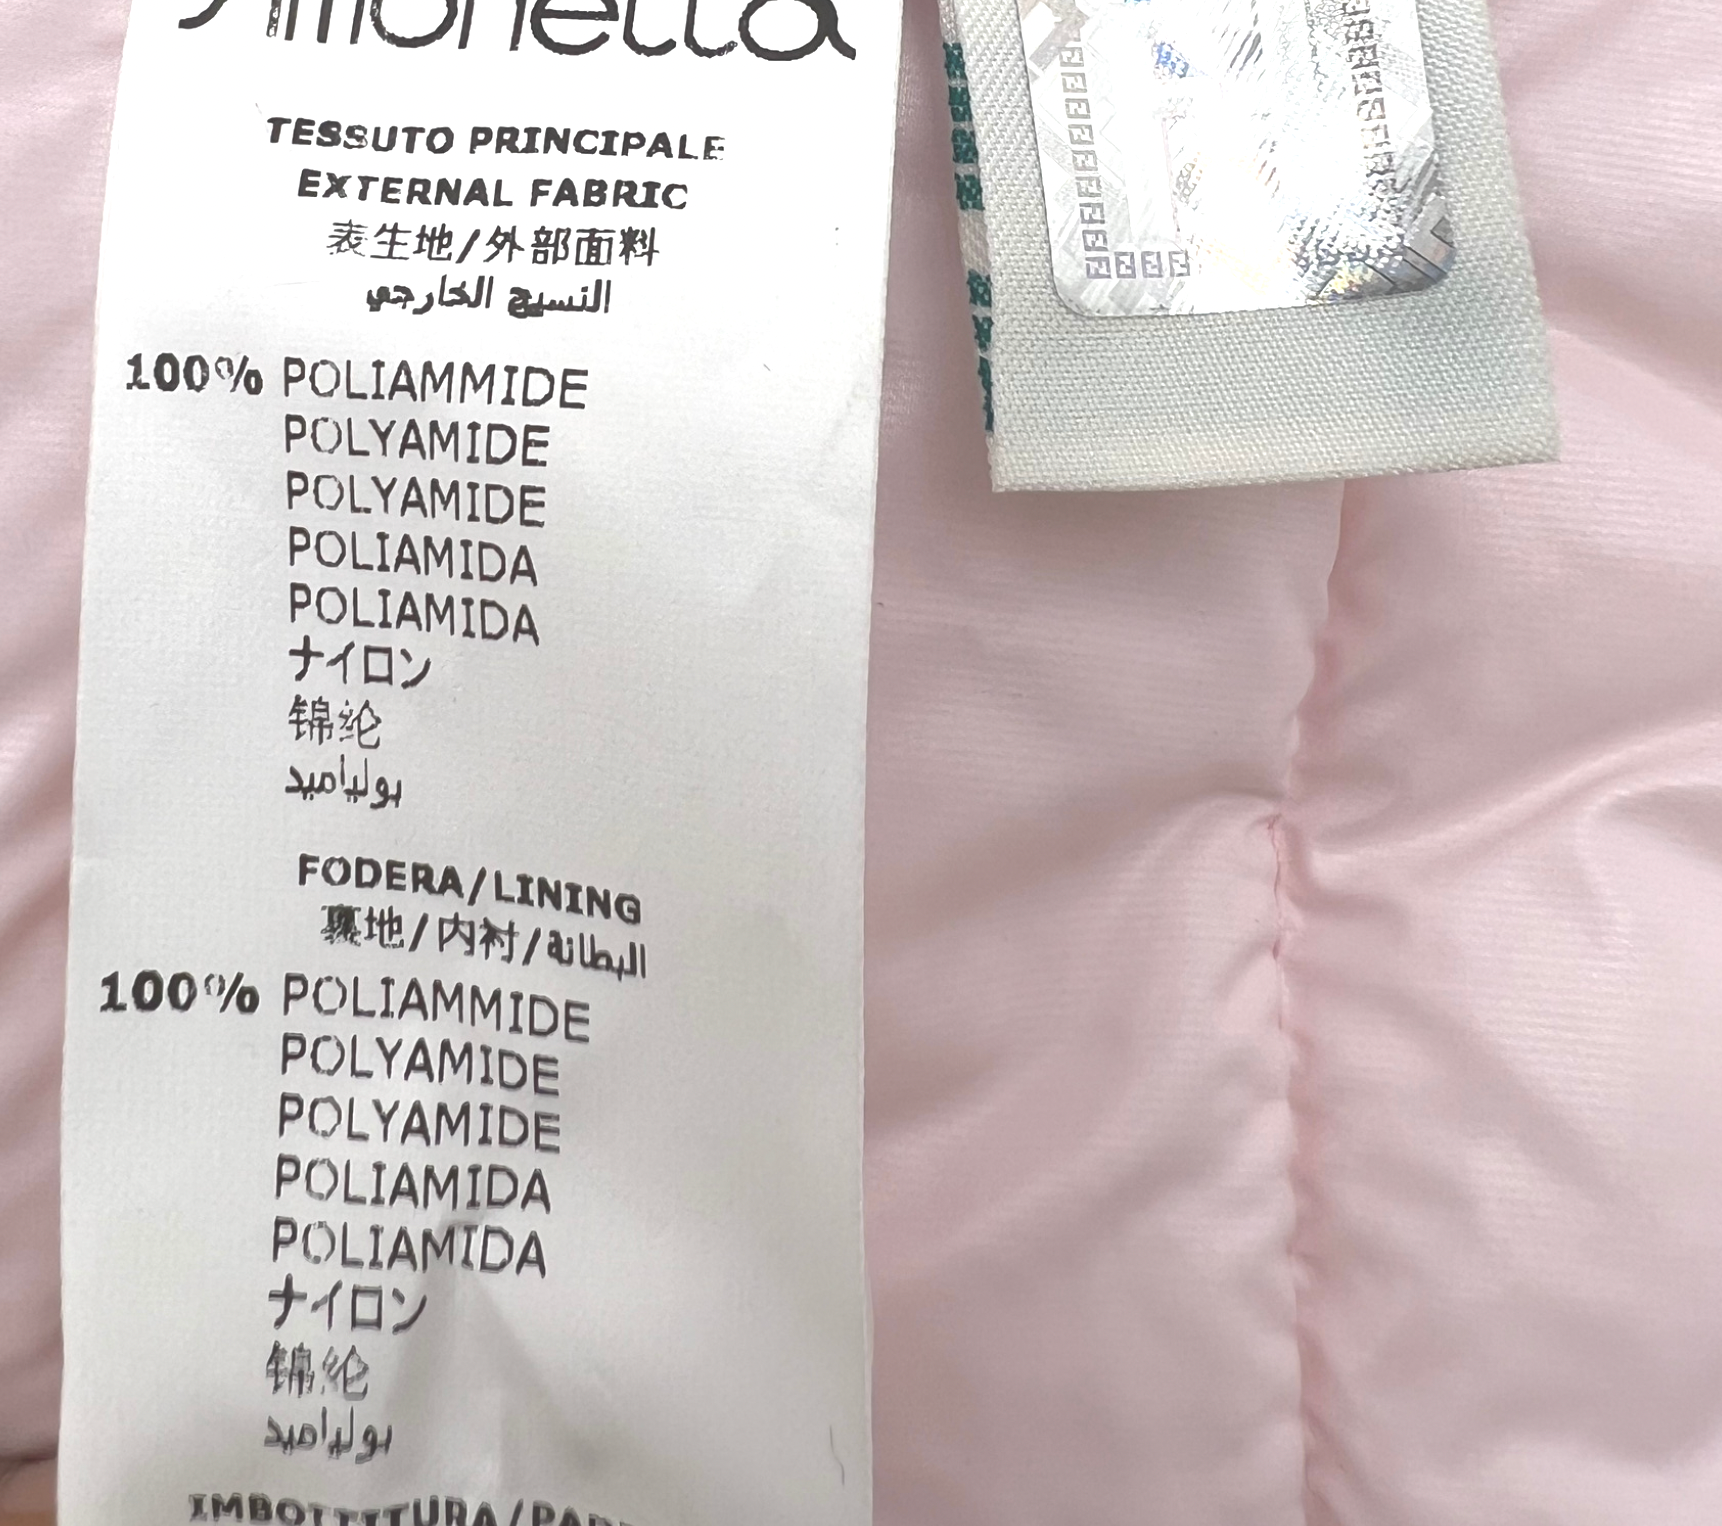 Simonetta
TESSUTO PRINCIPALE
EXTERNAL FABRIC
表生地/外部面料
النسيج الخارجي
100% POLIAMMIDE
POLYAMIDE
POLYAMIDE
POLIAMIDA
POLIAMIDA
ナイロン
锦纶
بولياميد
FODERA/LINING
裏地/内衬/البطانة
100% POLIAMMIDE
POLYAMIDE
POLYAMIDE
POLIAMIDA
POLIAMIDA
ナイロン
锦纶
بولياميد
IMBOTTITURA/